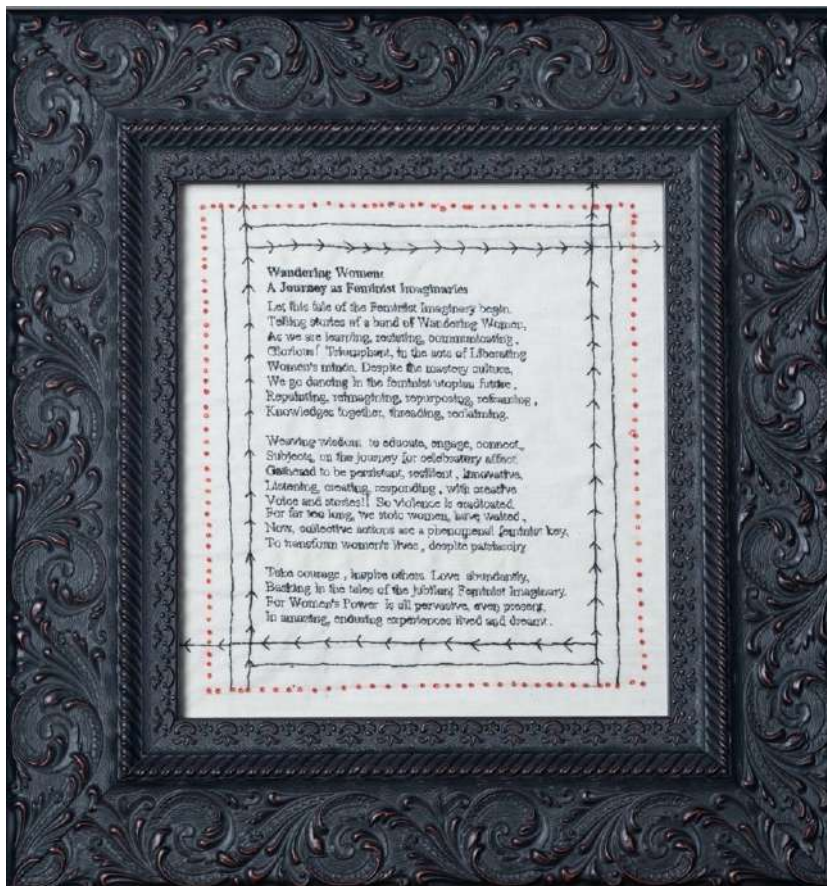 Wandering Women
A Journey as Feminist Imaginaries
Let this tale of the Feminist Imaginary begin.
Telling stories of a band of Wandering Women,
As we are learning, resisting, communicating ,
Glorious! Triumphant, in the acts of Liberating
Women's minds. Despite the mastery culture,
We go dancing in the feminist utopian future ,
Repainting, reimagining, repurposing, reframing ,
Knowledges together, threading, reclaiming.
Weaving wisdom to educate, engage, connect,
Subjects, on the journey for celebratory affect.
Gathered to be persistent, resilient , innovative.
Listening, creating, responding , with creative
Voice and stories!! So violence is eradicated.
For far too long, we stoic women, have waited ,
Now, collective actions are a phenomenal feminist key,
To transform women's lives , despite patriarchy
Take courage , inspire others. Love abundantly,
Basking in the tales of the jubilant Feminist Imaginary.
For Women's Power is all pervasive, even present.
In amazing, enduring experiences lived and dreamt .